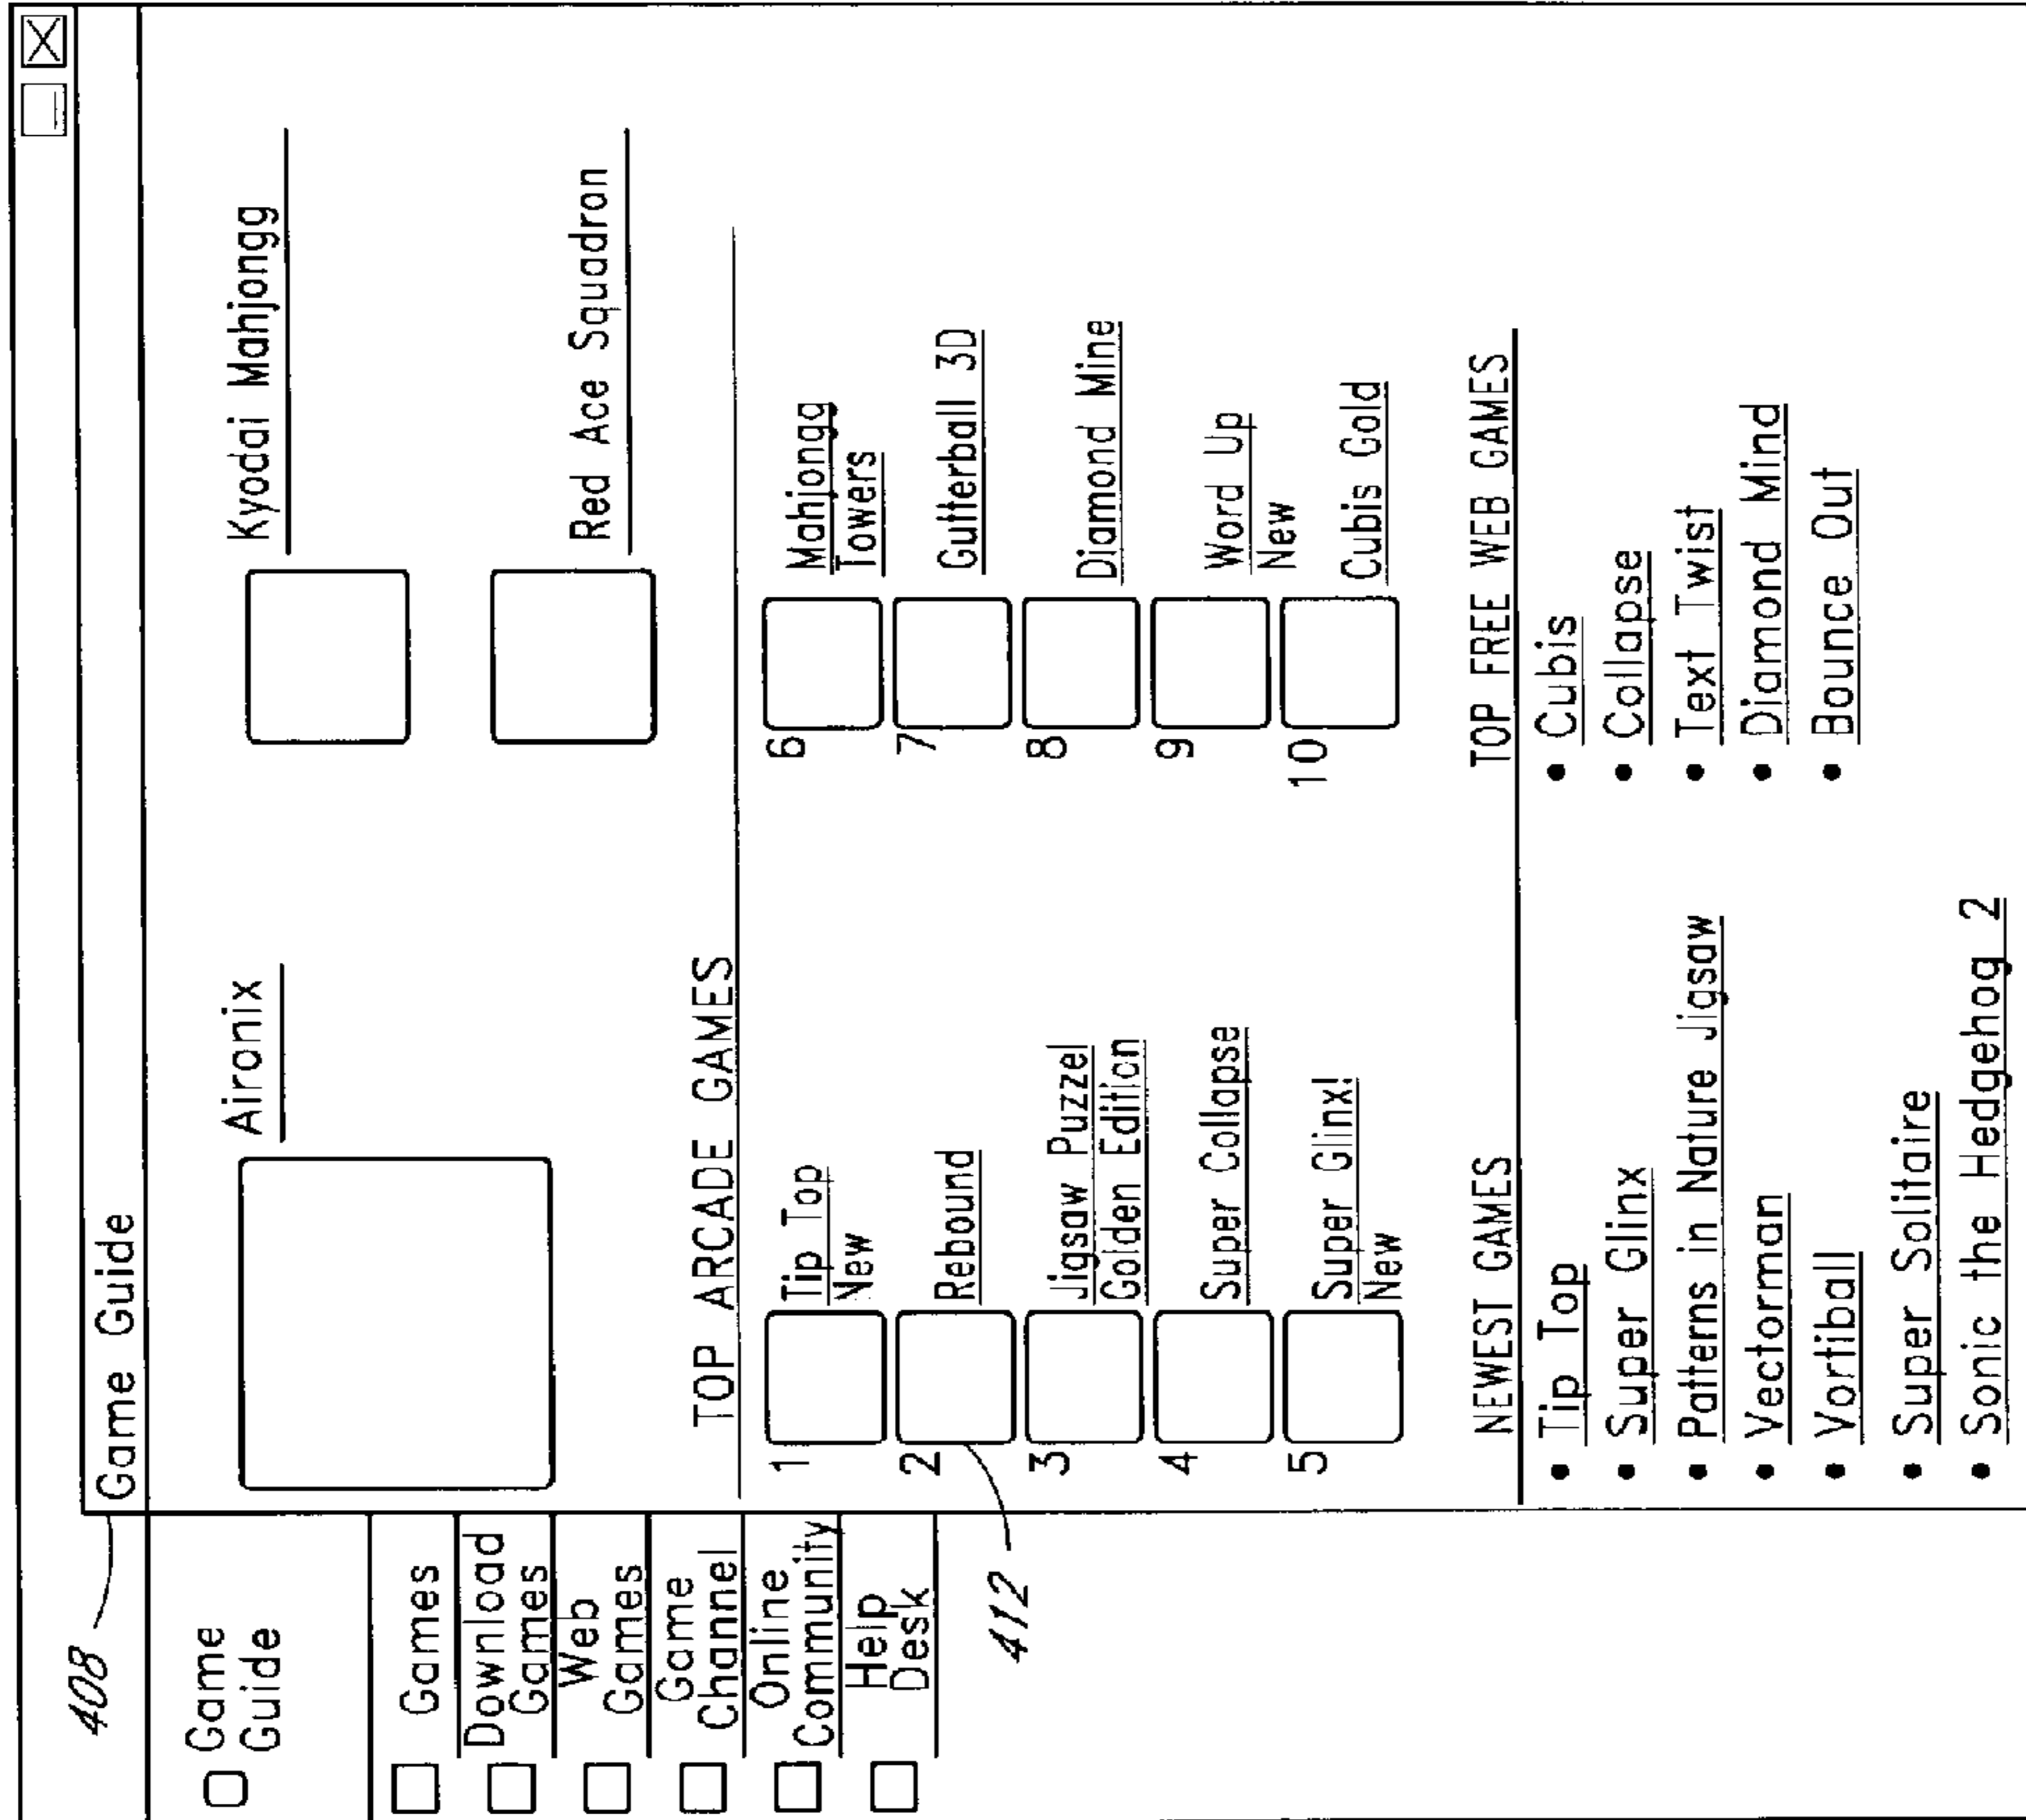 408
Game Guide
Game
Guide
Games
Download
Games
Web
Games
Game
Channel
Online
Community
Help
Desk
412
Aironix
Kyodai Mahjongg
Red Ace Squadron
TOP ARCADE GAMES
1 Tip Top
New
2 Rebound
3 Jigsaw Puzzel
Golden Edition
4 Super Collapse
5 Super Glinx!
New
6 Mahjongg
Towers
7 Gutterball 3D
8 Diamond Mine
9 Word Up
New
10 Cubis Gold
NEWEST GAMES
• Tip Top
• Super Glinx
• Patterns in Nature Jigsaw
• Vectorman
• Vortiball
• Super Solitaire
• Sonic the Hedgehog 2
TOP FREE WEB GAMES
• Cubis
• Collapse
• Text Twist
• Diamond Mind
• Bounce Out